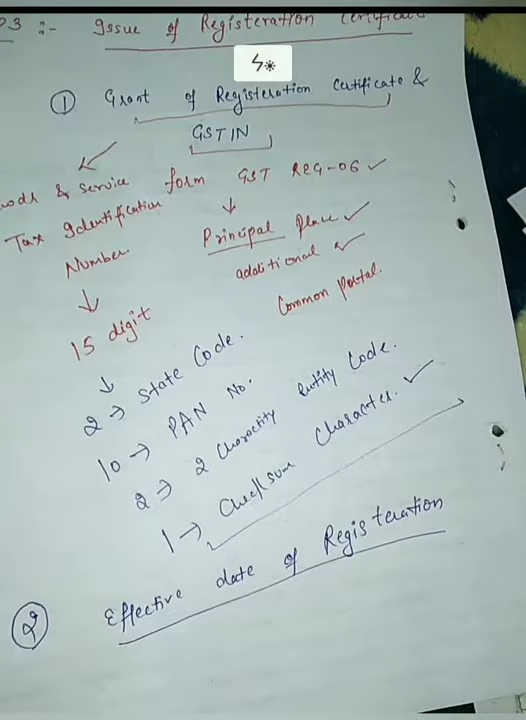 03 :- Issue of Registeration Certificate
① Grant of Registeration Certificate &
GSTIN
Goods & Service form GST REG-06 ✓
Tax Identification
Number
↓
15 digit
↓
Principal place ✓
additional ✓
Common portal.
↓
2 → State Code.
10 → PAN No.
2 → 2 Charactity Entity Code.
1 → Checksum Character. ✓
② Effective date of Registeration